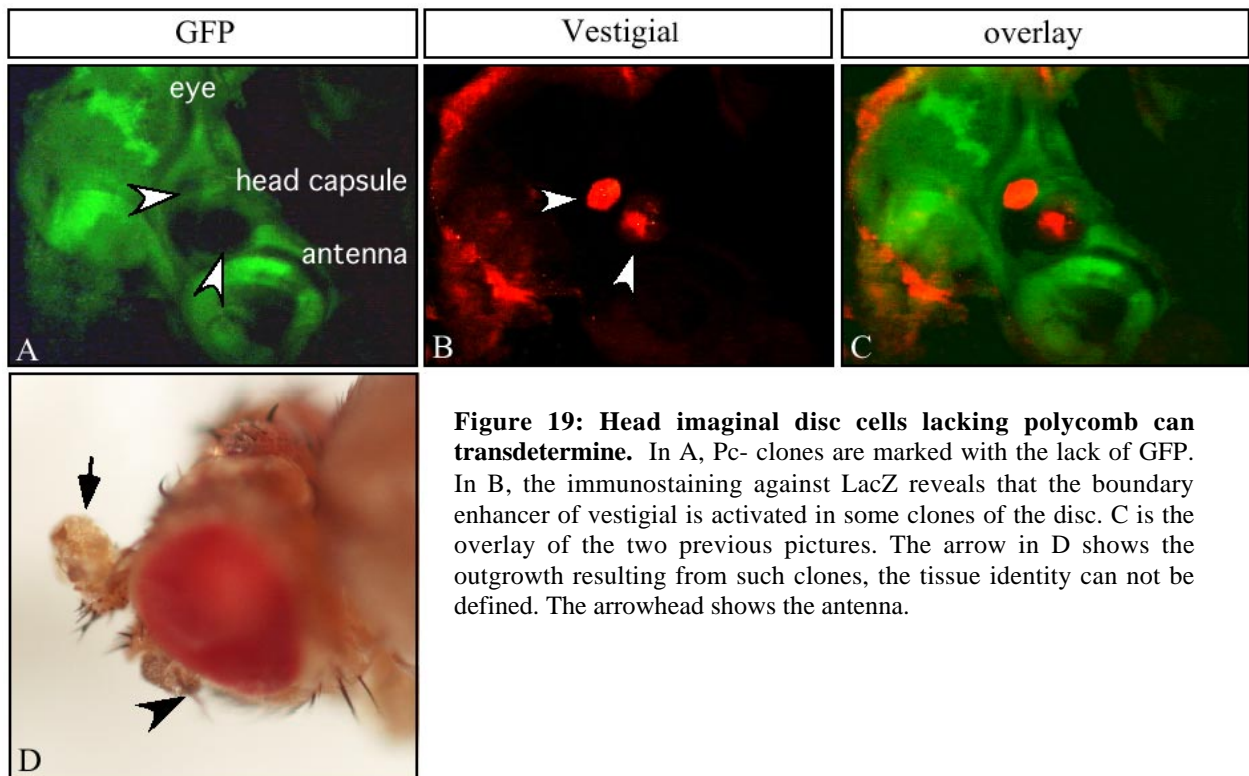 GFP
Vestigial
overlay
eye
head capsule
antenna
A
B
C
D
Figure 19: Head imaginal disc cells lacking polycomb can
transdetermine. In A, Pc- clones are marked with the lack of GFP.
In B, the immunostaining against LacZ reveals that the boundary
enhancer of vestigial is activated in some clones of the disc. C is the
overlay of the two previous pictures. The arrow in D shows the
outgrowth resulting from such clones, the tissue identity can not be
defined. The arrowhead shows the antenna.